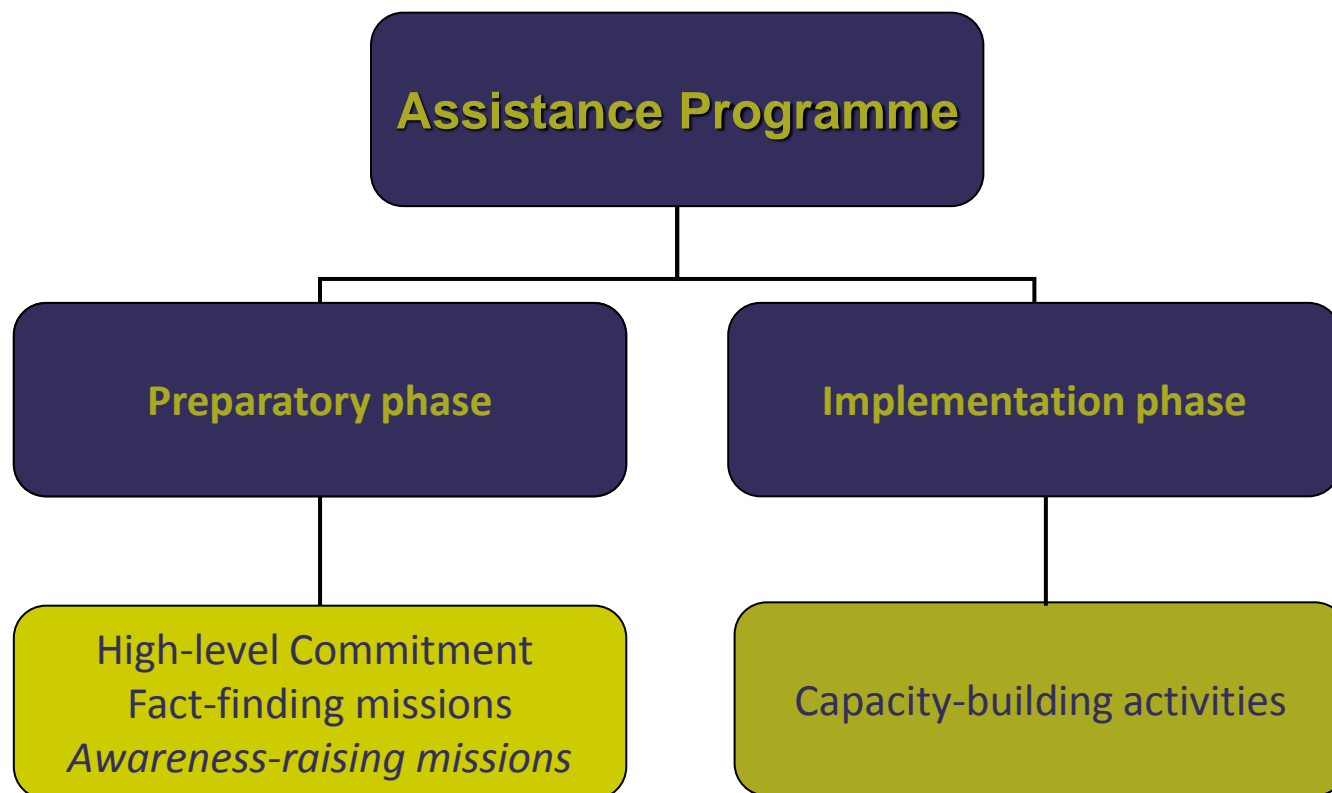 Assistance Programme
Preparatory phase
Implementation phase
High-level Commitment
Fact-finding missions
Awareness-raising missions
Capacity-building activities